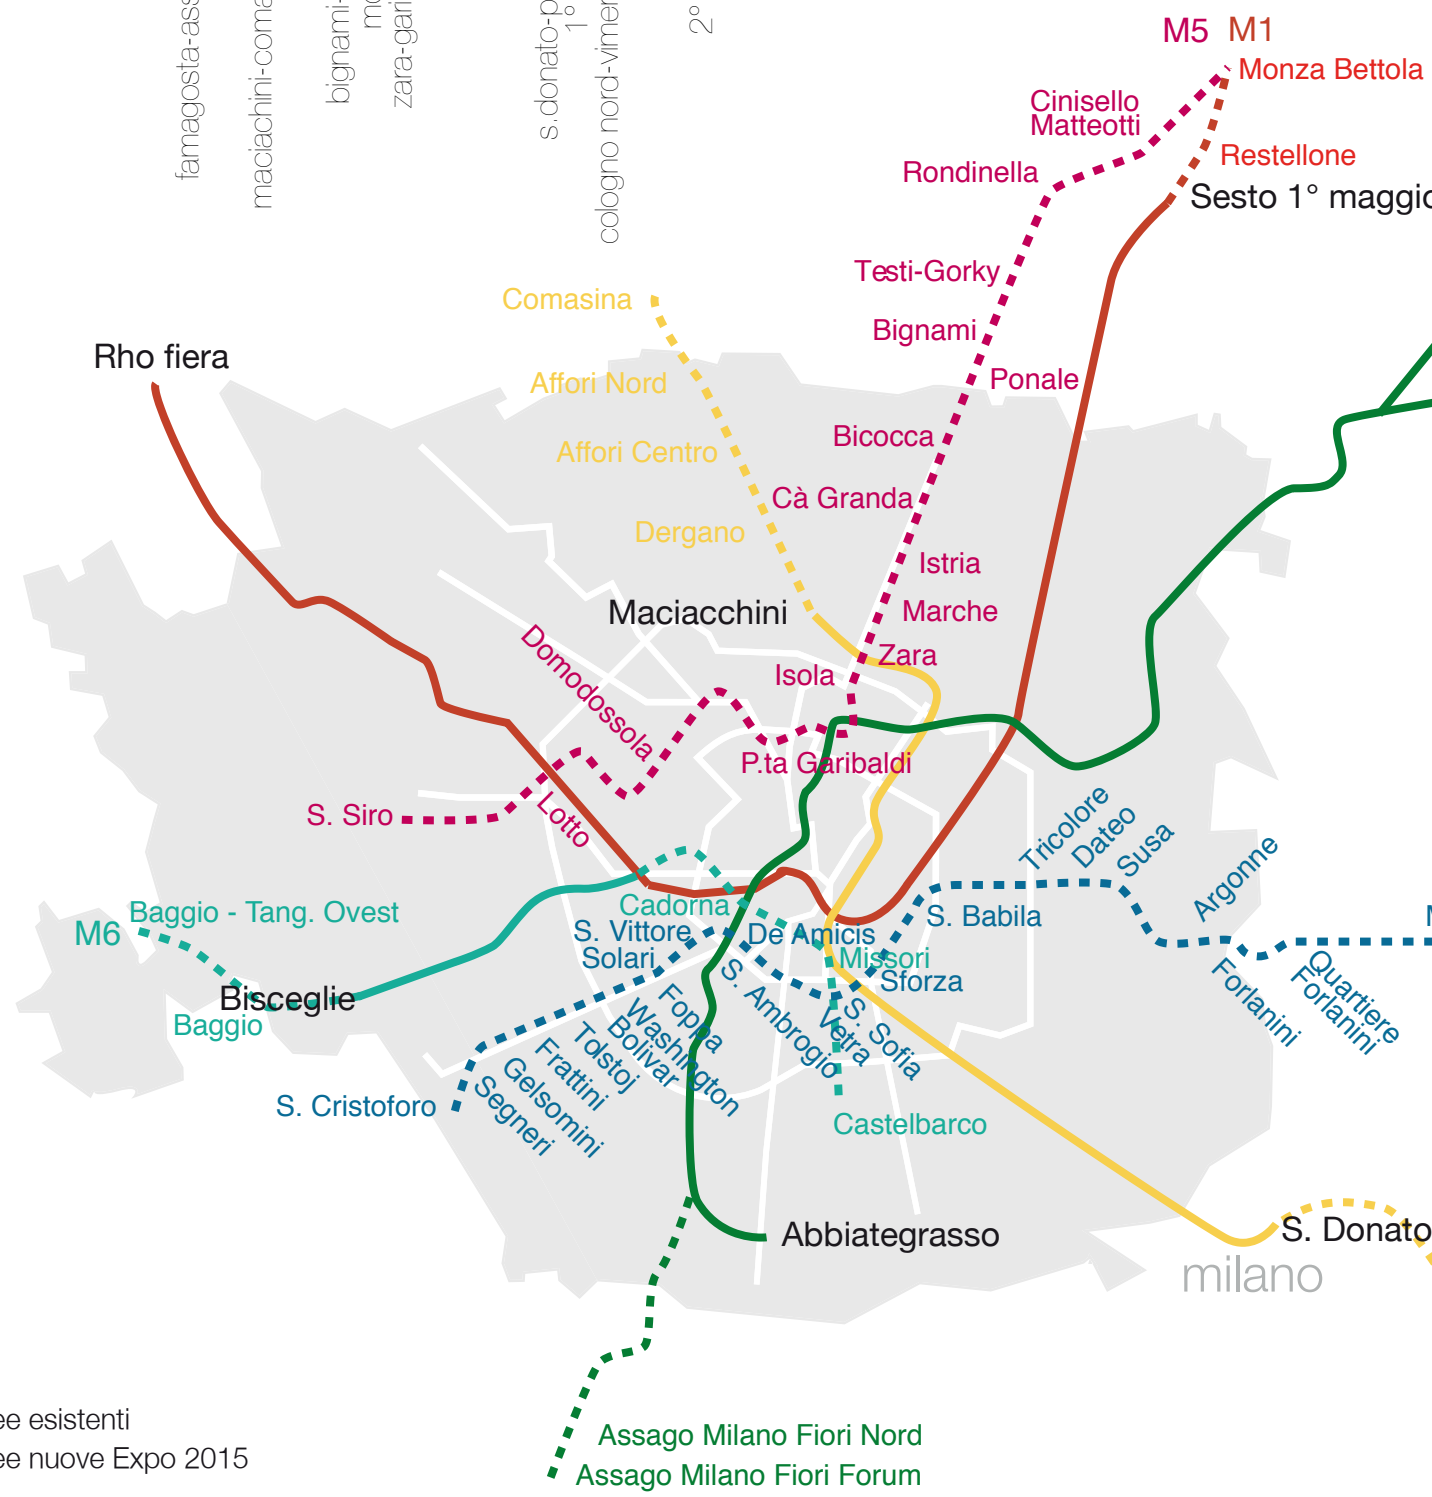 famagosta-ass
maciachini-coma
bignami-
mo
zara-gari
s.donato-p
1°
cologno nord-vimer
2°
M5 M1
Monza Bettola
Cinisello
Matteotti
Restellone
Rondinella
Sesto 1° maggio
Testi-Gorky
Comasina
Bignami
Rho fiera
Ponale
Affori Nord
Bicocca
Affori Centro
Cà Granda
Dergano
Istria
Maciacchini
Marche
Domodossola
Zara
Isola
P.ta Garibaldi
S. Siro
Lotto
Tricolore
Dateo
Susa
Argonne
Baggio - Tang. Ovest
M6
Cadorna
S. Babila
S. Vittore
De Amicis
Solari
Missori
Sforza
Bisceglie
Baggio
Foppa
Washington
Bolivar
Tolstoj
Frattini
Gelsomini
Segneri
S. Ambrogio
Vetra
S. Sofia
Forlanini
Quartiere
Forlanini
S. Cristoforo
Castelbarco
Abbiategrasso
S. Donato
milano
ee esistenti
Assago Milano Fiori Nord
ee nuove Expo 2015
Assago Milano Fiori Forum